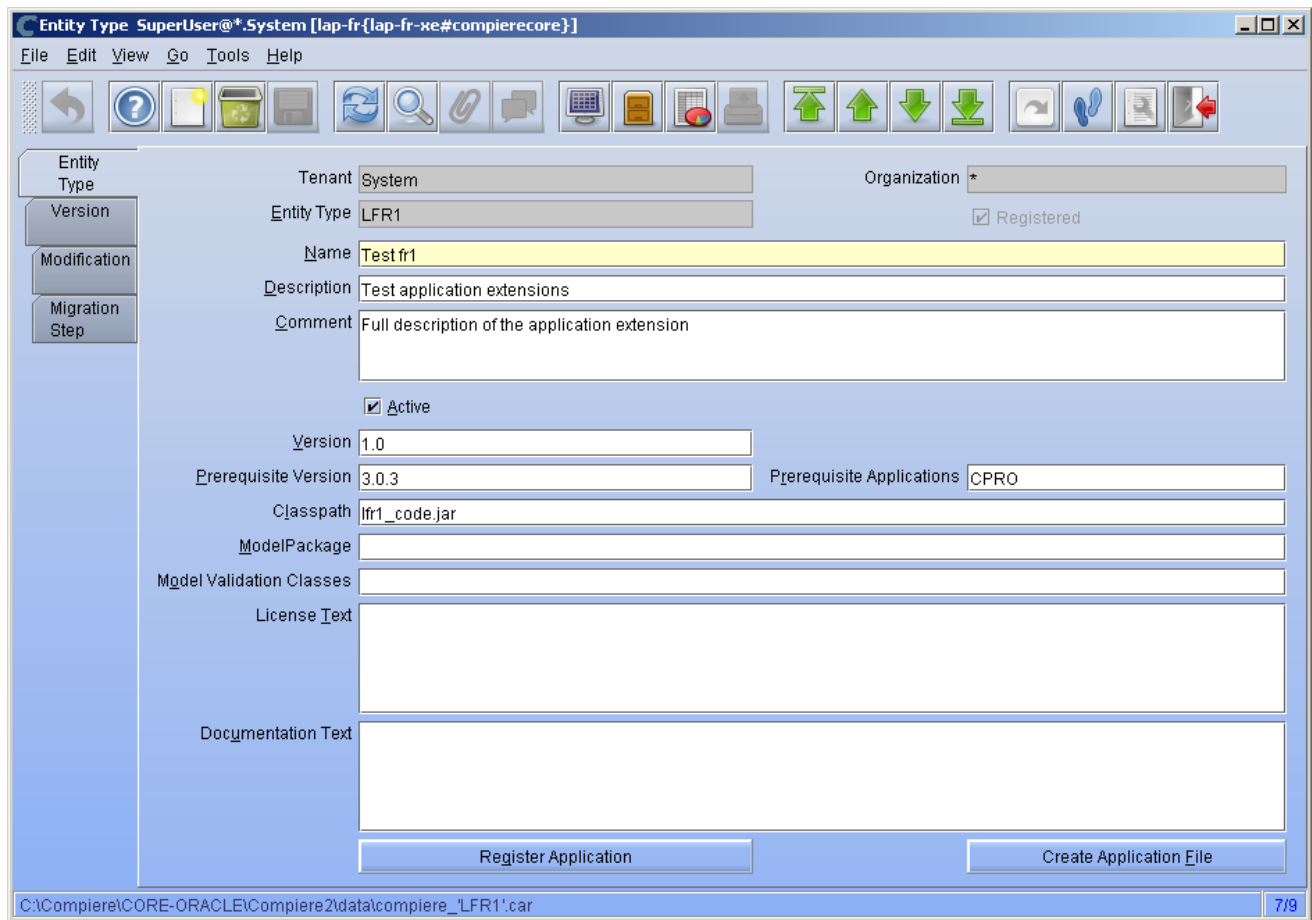 Entity Type SuperUser@*.System [lap-fr{lap-fr-xe#compierecore}]
File Edit View Go Tools Help
Entity
Type
Version
Modification
Migration
Step
Tenant System Organization *
Entity Type LFR1 Registered
Name Test fr1
Description Test application extensions
Comment Full description of the application extension
Active
Version 1.0
Prerequisite Version 3.0.3 Prerequisite Applications CPRO
Classpath lfr1_code.jar
ModelPackage
Model Validation Classes
License Text
Documentation Text
Register Application Create Application File
C:\Compiere\CORE-ORACLE\Compiere2\data\compiere_'LFR1'.car 7/9